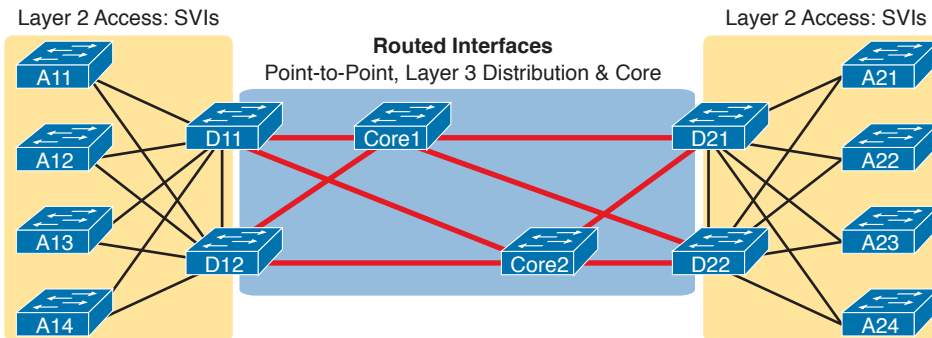 Layer 2 Access: SVIs
Layer 2 Access: SVIs
Routed Interfaces
Point-to-Point, Layer 3 Distribution & Core
A11
A12
A13
A14
D11
D12
Core1
Core2
D21
D22
A21
A22
A23
A24